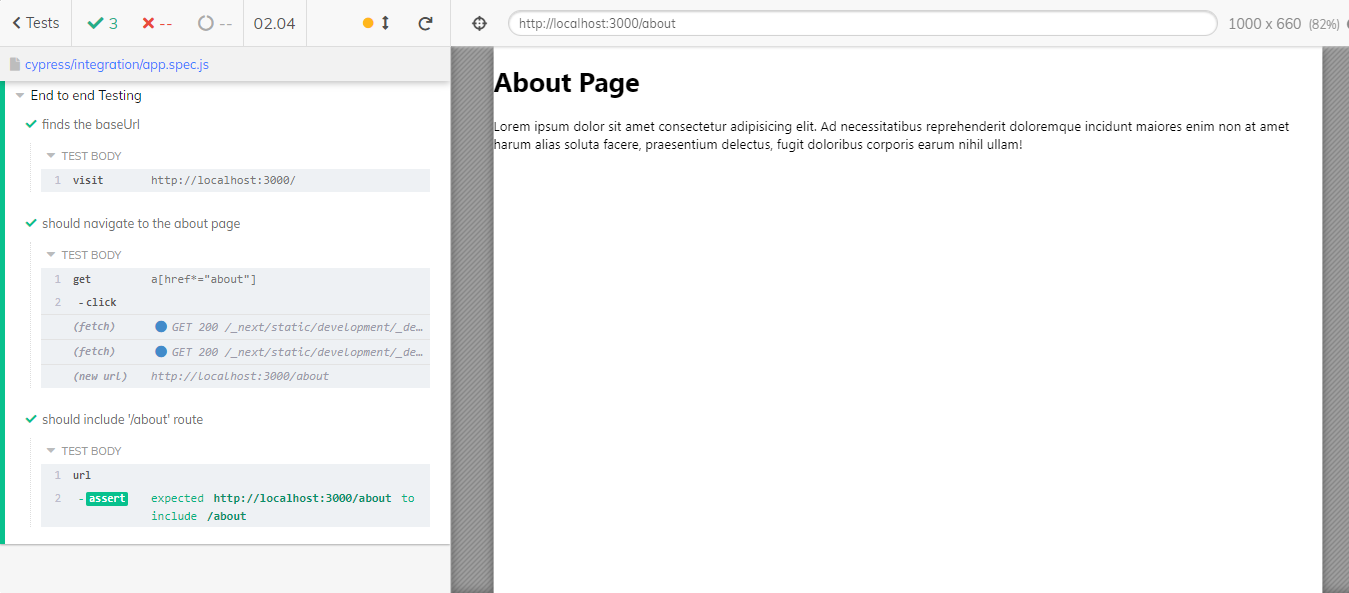 Tests 3 -- -- 02.04 http://localhost:3000/about 1000 x 660 (82%)
cypress/integration/app.spec.js
End to end Testing
finds the baseUrl
TEST BODY
1 visit http://localhost:3000/
should navigate to the about page
TEST BODY
1 get a[href*="about"]
2 -click
(fetch) GET 200 /_next/static/development/_de…
(fetch) GET 200 /_next/static/development/_de…
(new url) http://localhost:3000/about
should include '/about' route
TEST BODY
1 url
2 -assert expected http://localhost:3000/about to
include /about
About Page
Lorem ipsum dolor sit amet consectetur adipisicing elit. Ad necessitatibus reprehenderit doloremque incidunt maiores enim non at amet
harum alias soluta facere, praesentium delectus, fugit doloribus corporis earum nihil ullam!